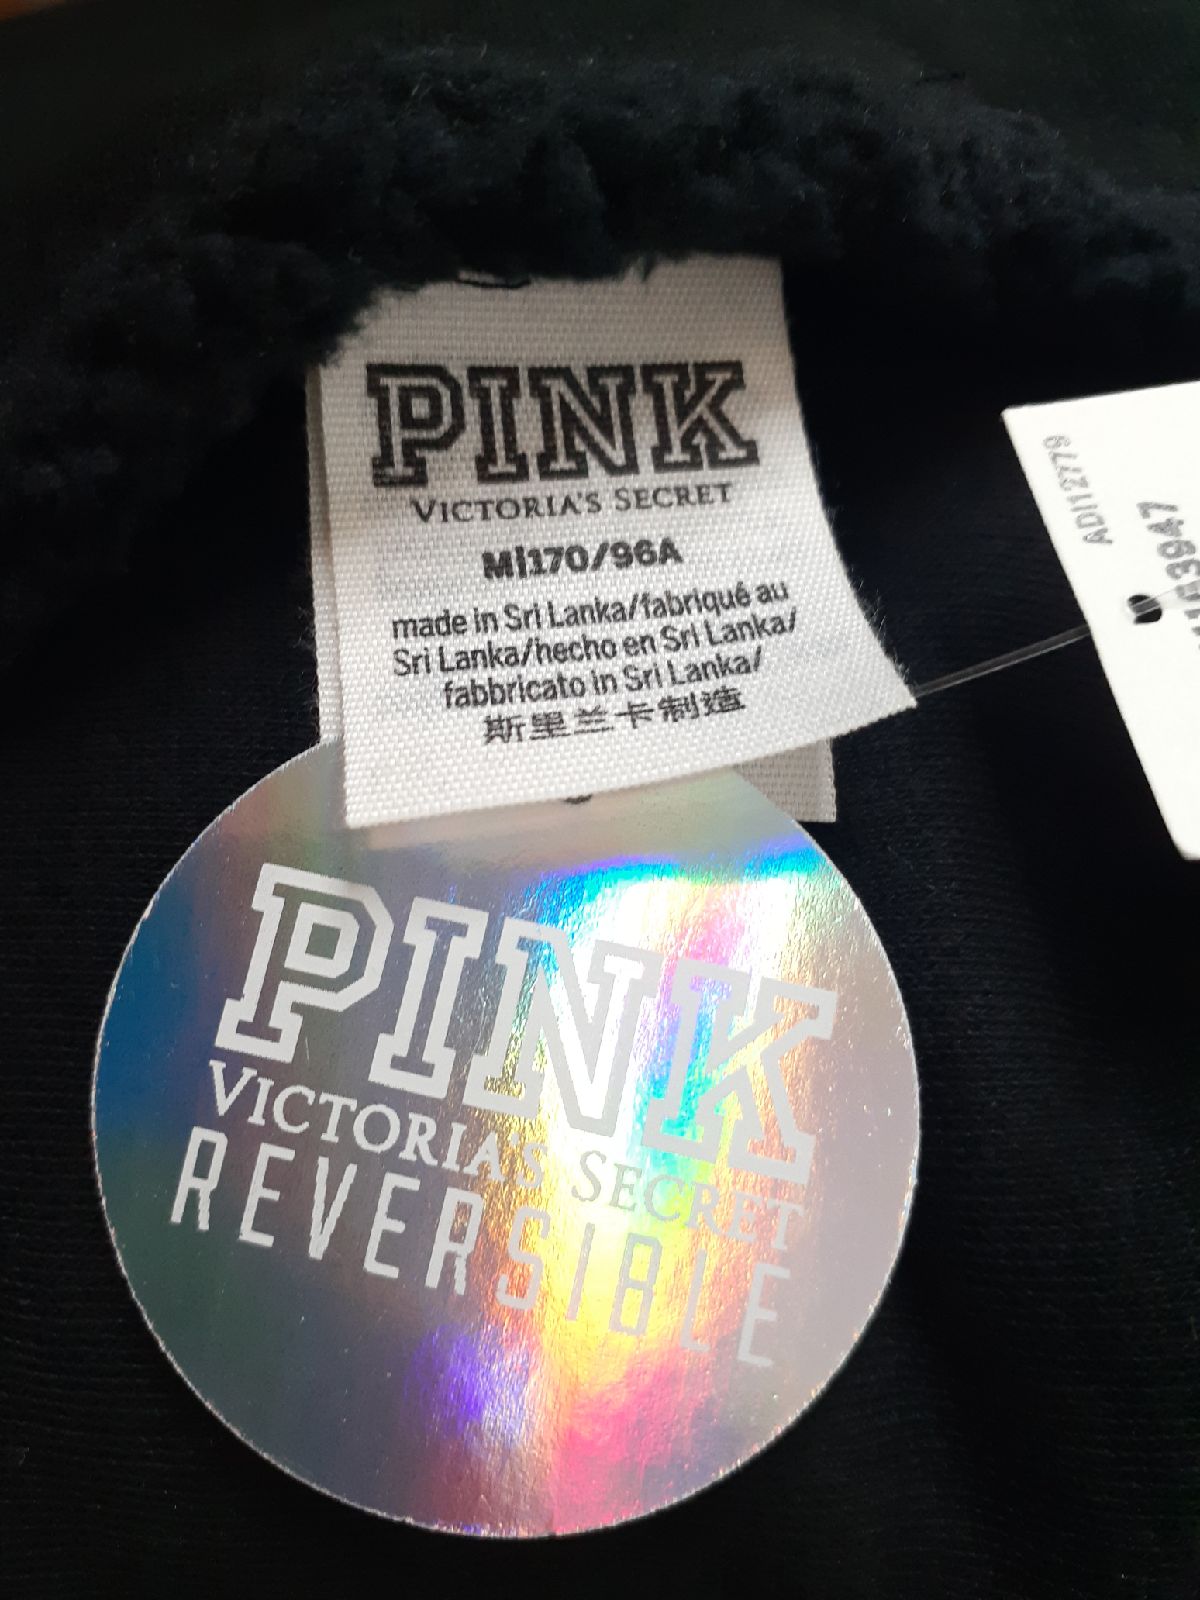 PINK
VICTORIA'S SECRET
M|170/96A
made in Sri Lanka/fabriqué au
Sri Lanka/hecho en Sri Lanka/
fabbricato in Sri Lanka/
斯里兰卡制造
ADI12779
PINK
VICTORIA'S SECRET
REVERSIBLE